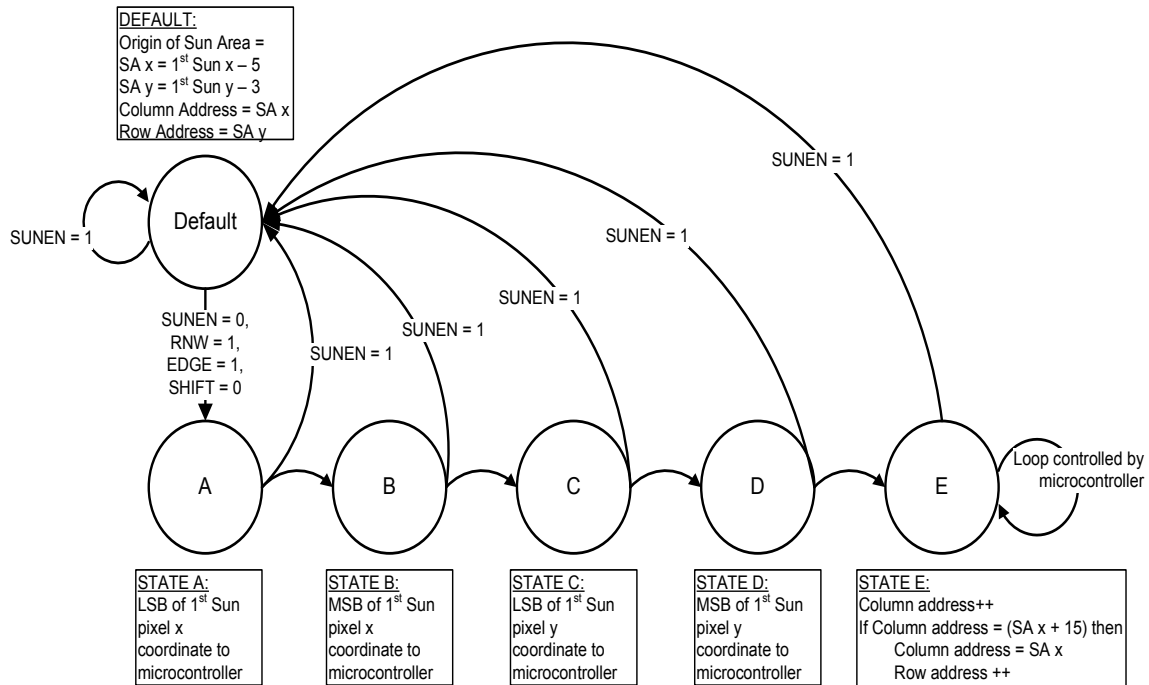 DEFAULT:
Origin of Sun Area =
SA x = 1st Sun x – 5
SA y = 1st Sun y – 3
Column Address = SA x
Row Address = SA y
SUNEN = 1
Default
SUNEN = 1
SUNEN = 1
SUNEN = 1
SUNEN = 0,
RNW = 1,
EDGE = 1,
SHIFT = 0
SUNEN = 1
SUNEN = 1
A
B
C
D
E
Loop controlled by
microcontroller
STATE A:
LSB of 1st Sun
pixel x
coordinate to
microcontroller
STATE B:
MSB of 1st Sun
pixel x
coordinate to
microcontroller
STATE C:
LSB of 1st Sun
pixel y
coordinate to
microcontroller
STATE D:
MSB of 1st Sun
pixel y
coordinate to
microcontroller
STATE E:
Column address++
If Column address = (SA x + 15) then
Column address = SA x
Row address ++